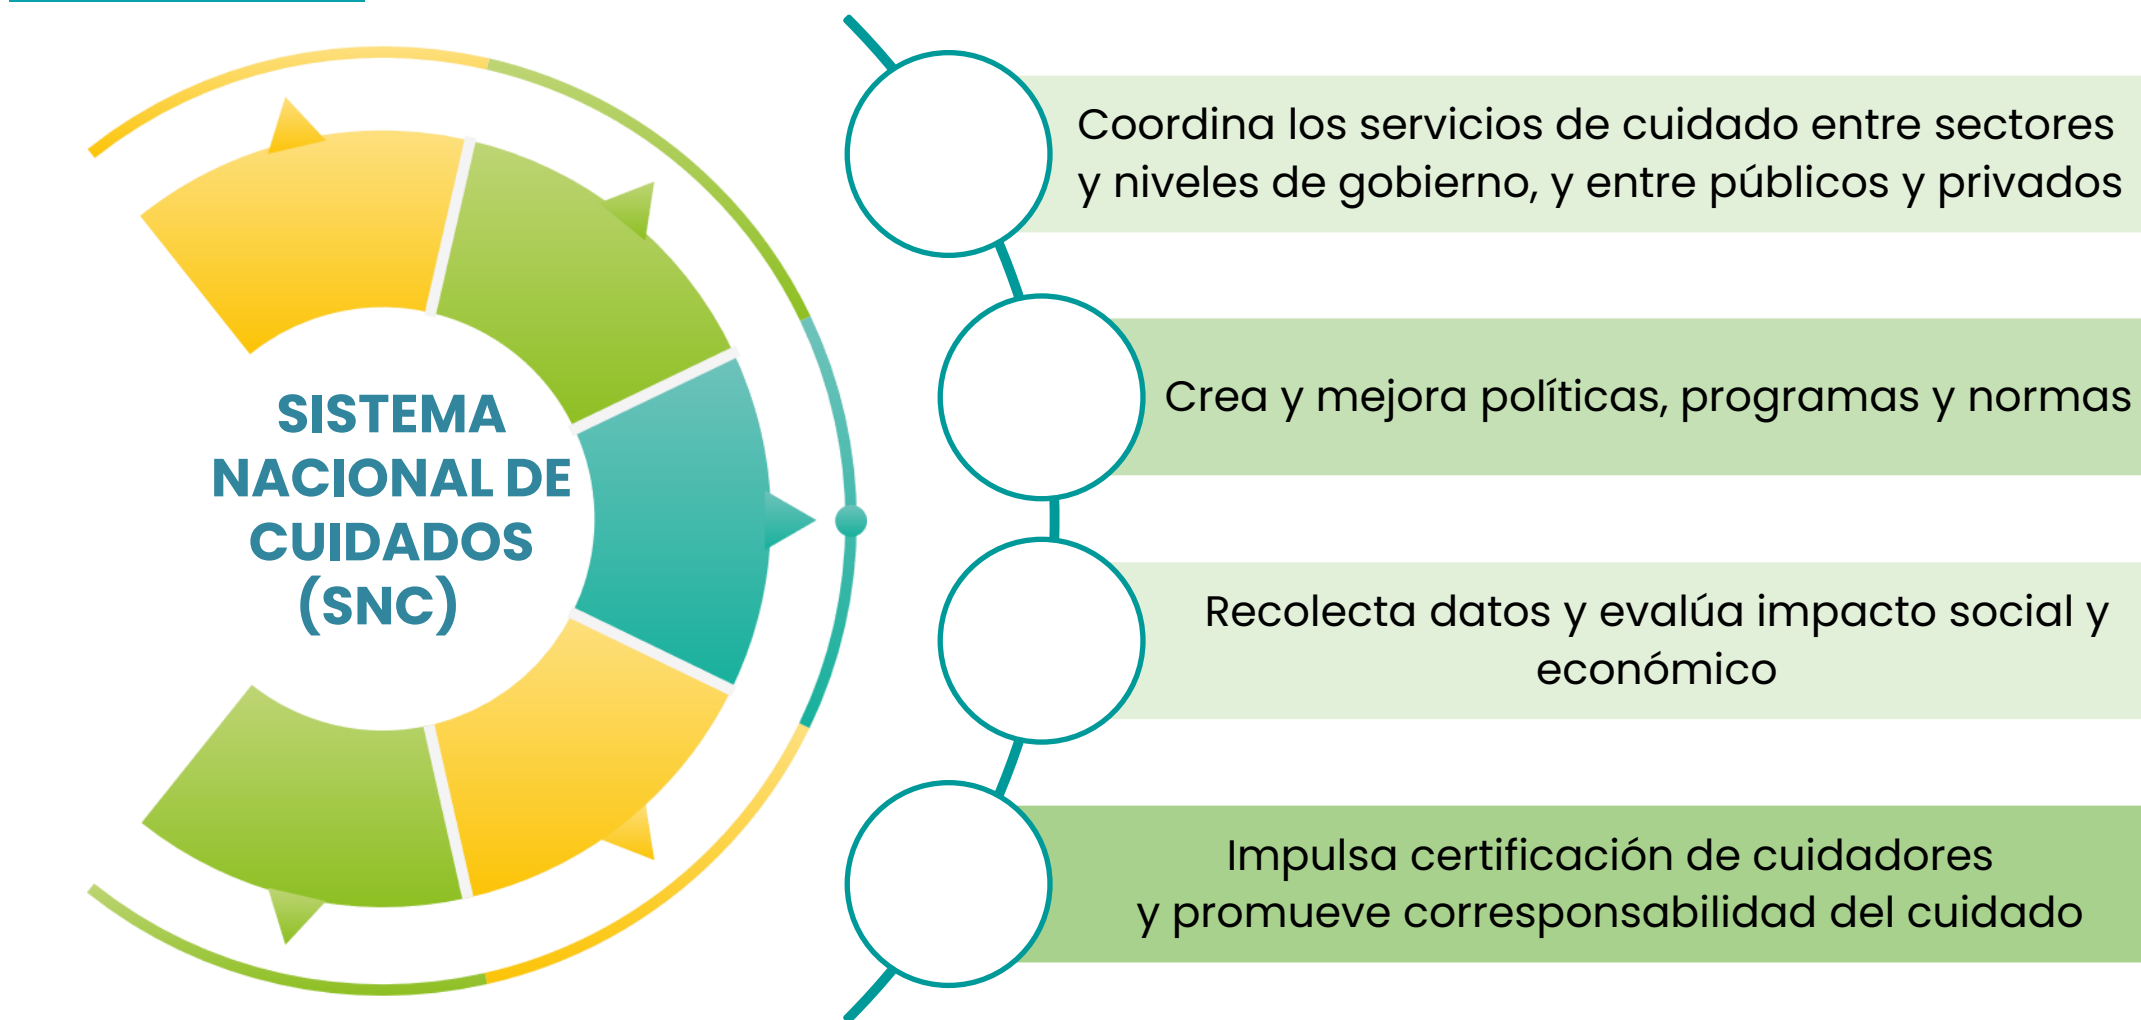 SISTEMA
NACIONAL DE
CUIDADOS
(SNC)
Coordina los servicios de cuidado entre sectores
y niveles de gobierno, y entre públicos y privados
Crea y mejora políticas, programas y normas
Recolecta datos y evalúa impacto social y
económico
Impulsa certificación de cuidadores
y promueve corresponsabilidad del cuidado